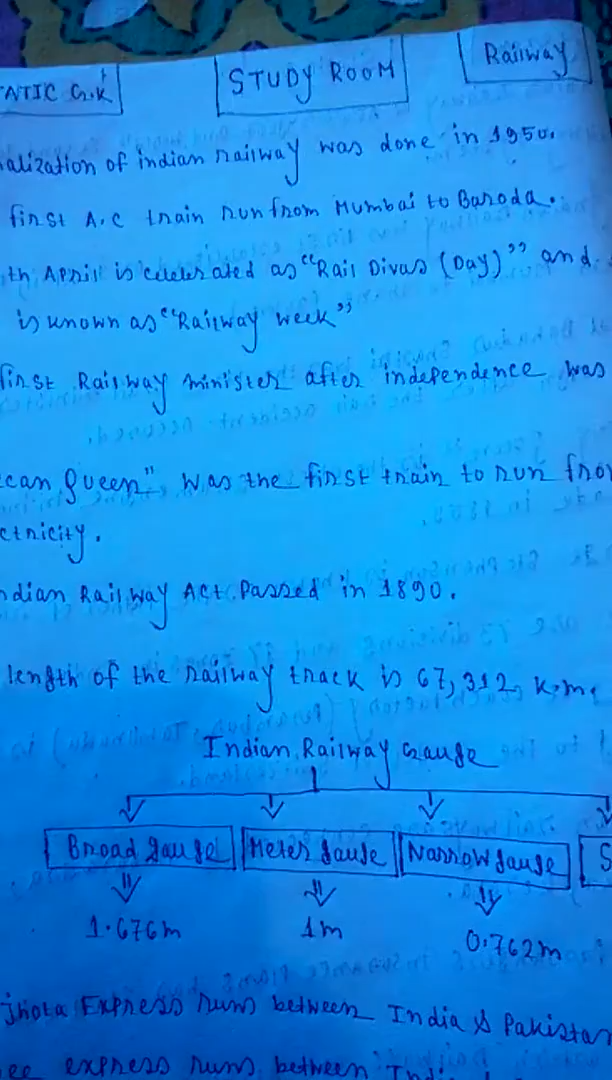 ATIC G.K STUDY ROOM Railway
alization of indian railway was done in 1950.
first A.C train run from Mumbai to Baroda.
th April is celebrated as "Rail Divas (Day)" and
is known as "Railway week"
first Railway minister after independence was
can Queen" was the first train to run fro
ctricity.
ndian Railway Act Passed in 1890.
length of the railway track is 67,312 k.m.
Indian Railway Gauge
Broad gauge Meter gauge Narrow gauge S
1.676m 1m 0.762m
jhota Express runs between India & Pakistan
ee express runs between Indi